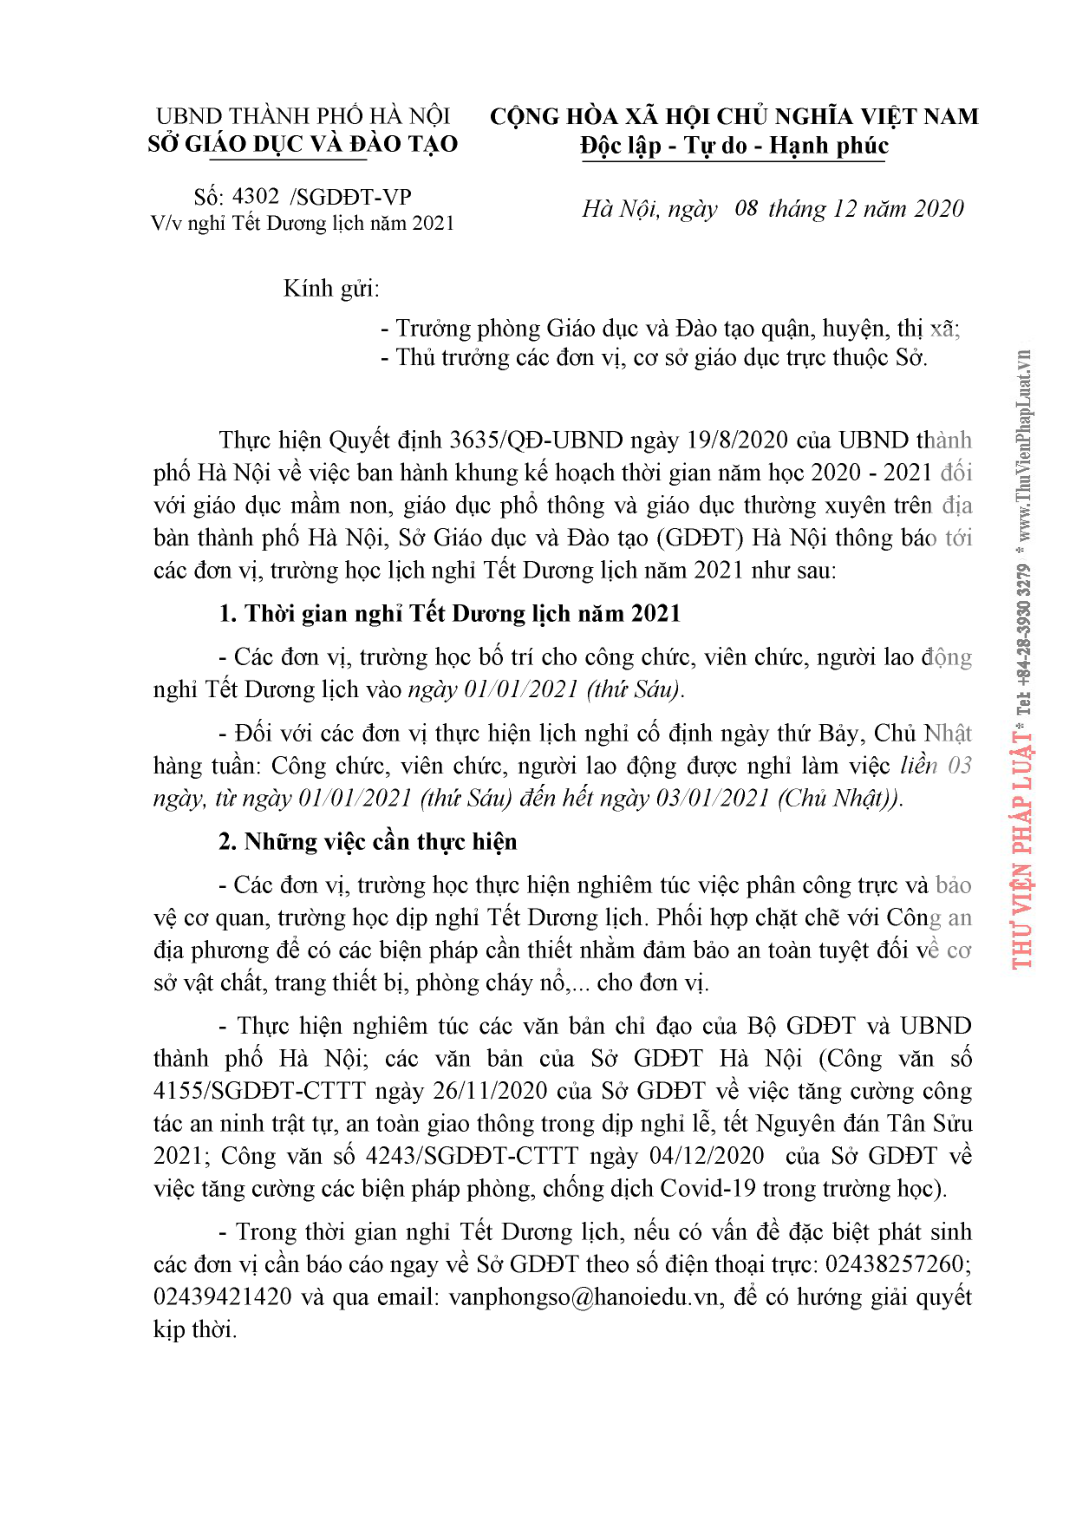 UBND THÀNH PHỐ HÀ NỘI
SỞ GIÁO DỤC VÀ ĐÀO TẠO
CỘNG HÒA XÃ HỘI CHỦ NGHĨA VIỆT NAM
Độc lập - Tự do - Hạnh phúc
Số: 4302 /SGDĐT-VP
V/v nghỉ Tết Dương lịch năm 2021
Hà Nội, ngày 08 tháng 12 năm 2020
Kính gửi:
- Trưởng phòng Giáo dục và Đào tạo quận, huyện, thị xã;
- Thủ trưởng các đơn vị, cơ sở giáo dục trực thuộc Sở.
Thực hiện Quyết định 3635/QĐ-UBND ngày 19/8/2020 của UBND thành
phố Hà Nội về việc ban hành khung kế hoạch thời gian năm học 2020 - 2021 đối
với giáo dục mầm non, giáo dục phổ thông và giáo dục thường xuyên trên địa
bàn thành phố Hà Nội, Sở Giáo dục và Đào tạo (GDĐT) Hà Nội thông báo tới
các đơn vị, trường học lịch nghỉ Tết Dương lịch năm 2021 như sau:
1. Thời gian nghỉ Tết Dương lịch năm 2021
- Các đơn vị, trường học bố trí cho công chức, viên chức, người lao động
nghỉ Tết Dương lịch vào ngày 01/01/2021 (thứ Sáu).
- Đối với các đơn vị thực hiện lịch nghỉ cố định ngày thứ Bảy, Chủ Nhật
hàng tuần: Công chức, viên chức, người lao động được nghỉ làm việc liền 03
ngày, từ ngày 01/01/2021 (thứ Sáu) đến hết ngày 03/01/2021 (Chủ Nhật)).
2. Những việc cần thực hiện
- Các đơn vị, trường học thực hiện nghiêm túc việc phân công trực và bảo
vệ cơ quan, trường học dịp nghỉ Tết Dương lịch. Phối hợp chặt chẽ với Công an
địa phương để có các biện pháp cần thiết nhằm đảm bảo an toàn tuyệt đối về cơ
sở vật chất, trang thiết bị, phòng cháy nổ,... cho đơn vị.
- Thực hiện nghiêm túc các văn bản chỉ đạo của Bộ GDĐT và UBND
thành phố Hà Nội; các văn bản của Sở GDĐT Hà Nội (Công văn số
4155/SGDĐT-CTTT ngày 26/11/2020 của Sở GDĐT về việc tăng cường công
tác an ninh trật tự, an toàn giao thông trong dịp nghỉ lễ, tết Nguyên đán Tân Sửu
2021; Công văn số 4243/SGDĐT-CTTT ngày 04/12/2020 của Sở GDĐT về
việc tăng cường các biện pháp phòng, chống dịch Covid-19 trong trường học).
- Trong thời gian nghỉ Tết Dương lịch, nếu có vấn đề đặc biệt phát sinh
các đơn vị cần báo cáo ngay về Sở GDĐT theo số điện thoại trực: 02438257260;
02439421420 và qua email: vanphongso@hanoiedu.vn, để có hướng giải quyết
kịp thời.
THƯ VIỆN PHÁP LUẬT * Tel: +84-28-3930 3279 * www.ThuVienPhapLuat.vn